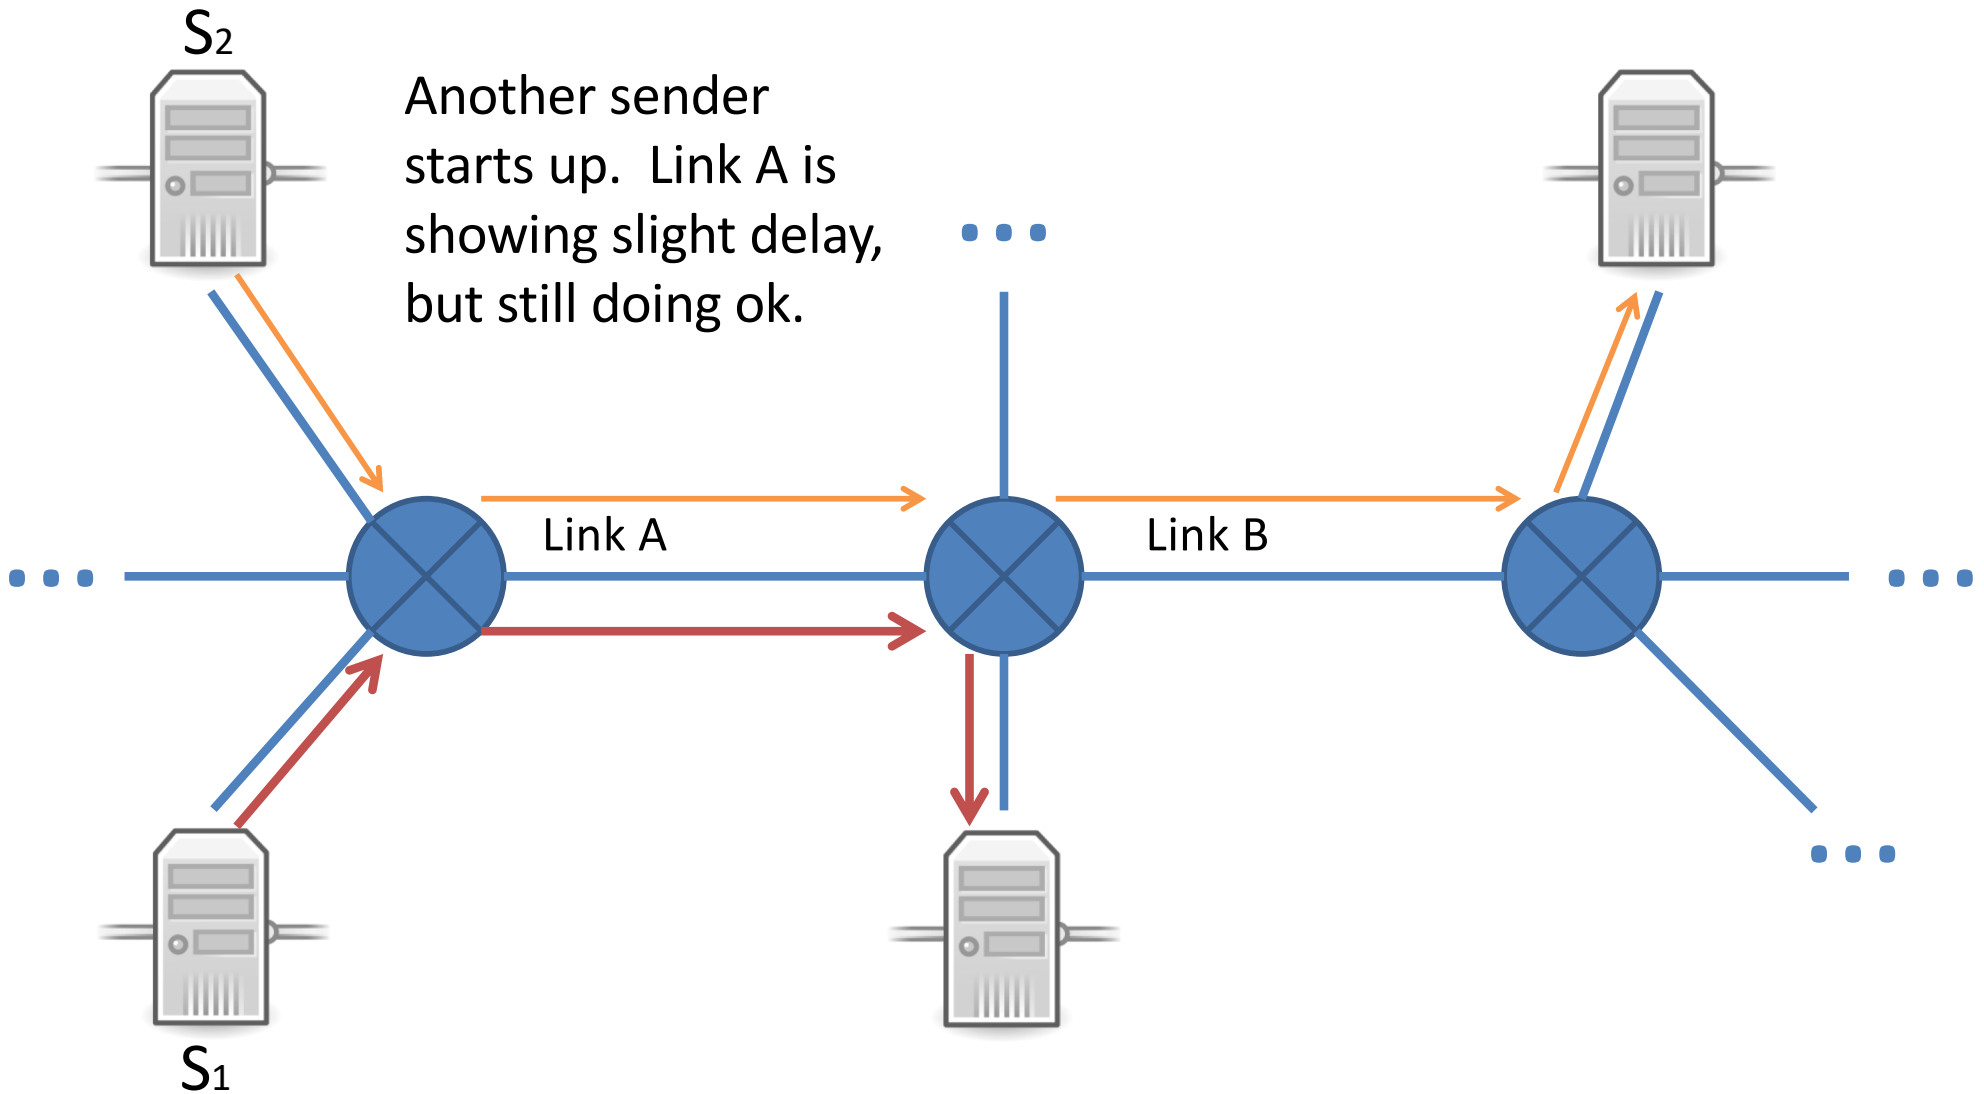 S2
Another sender
starts up.  Link A is
showing slight delay,
but still doing ok.
Link A
Link B
S1